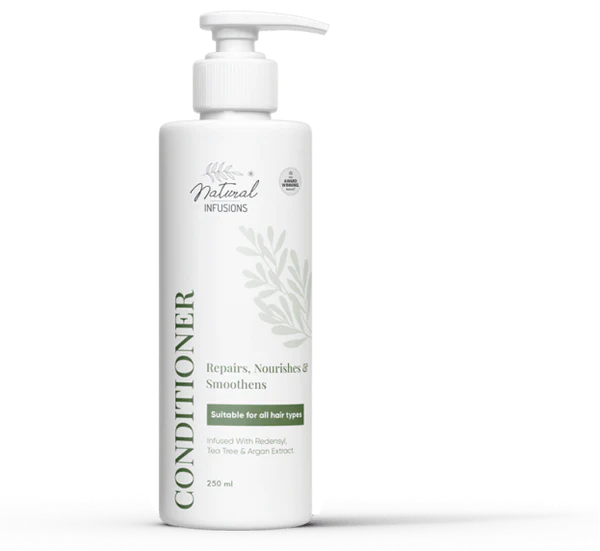 Natural
INFUSIONS
AWARD
WINNING
CONDITIONER
Repairs, Nourishes &
Smoothens
Suitable for all hair types
Infused With Redensyl,
Tea Tree & Argan Extract.
250 ml